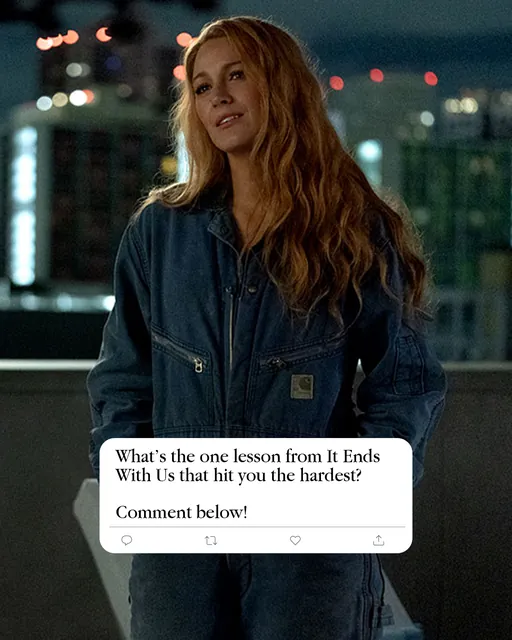 What's the one lesson from It Ends
With Us that hit you the hardest?
Comment below!